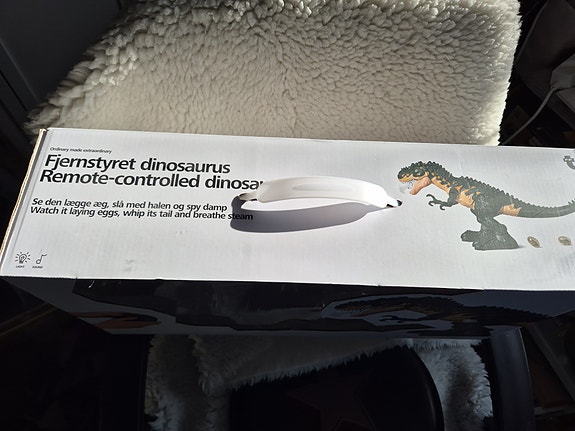 Ordinary made extraordinary
Fjernstyret dinosaurus
Remote-controlled
Se den lægge æg, slå med halen og spy damp
Watch it laying eggs, whip its tail and breathe steam
LIGHT SOUND